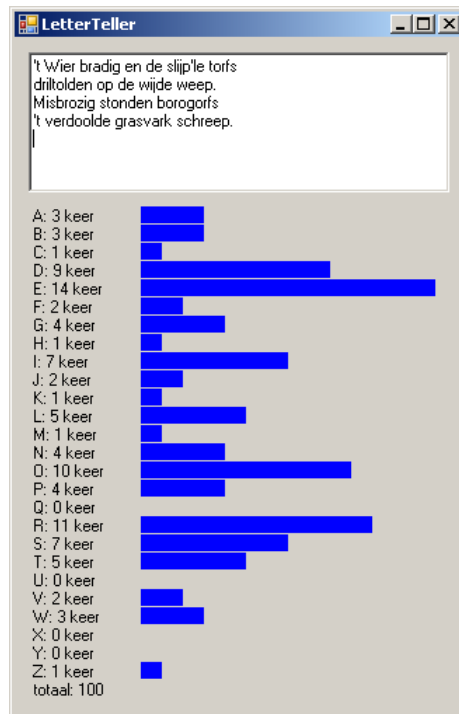 LetterTeller
't Wier bradig en de slijp'le torfs
driltolden op de wijde weep.
Misbrozig stonden borogorfs
't verdoolde grasvark schreep.
A: 3 keer
B: 3 keer
C: 1 keer
D: 9 keer
E: 14 keer
F: 2 keer
G: 4 keer
H: 1 keer
I: 7 keer
J: 2 keer
K: 1 keer
L: 5 keer
M: 1 keer
N: 4 keer
O: 10 keer
P: 4 keer
Q: 0 keer
R: 11 keer
S: 7 keer
T: 5 keer
U: 0 keer
V: 2 keer
W: 3 keer
X: 0 keer
Y: 0 keer
Z: 1 keer
totaal: 100